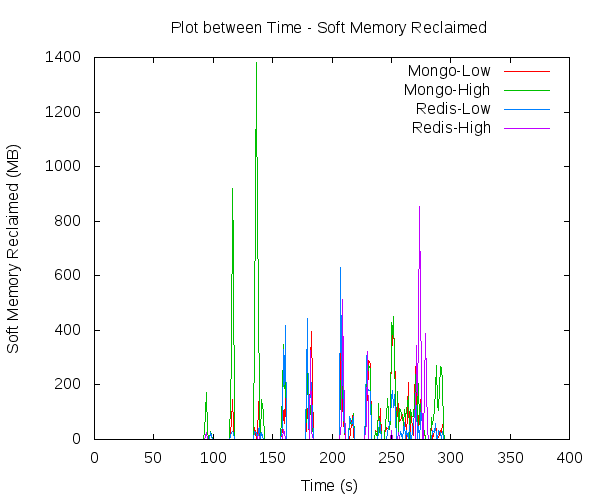 Plot between Time - Soft Memory Reclaimed
1400
1200
1000
800
600
400
200
0
Soft Memory Reclaimed (MB)
Mongo-Low
Mongo-High
Redis-Low
Redis-High
0 50 100 150 200 250 300 350 400
Time (s)